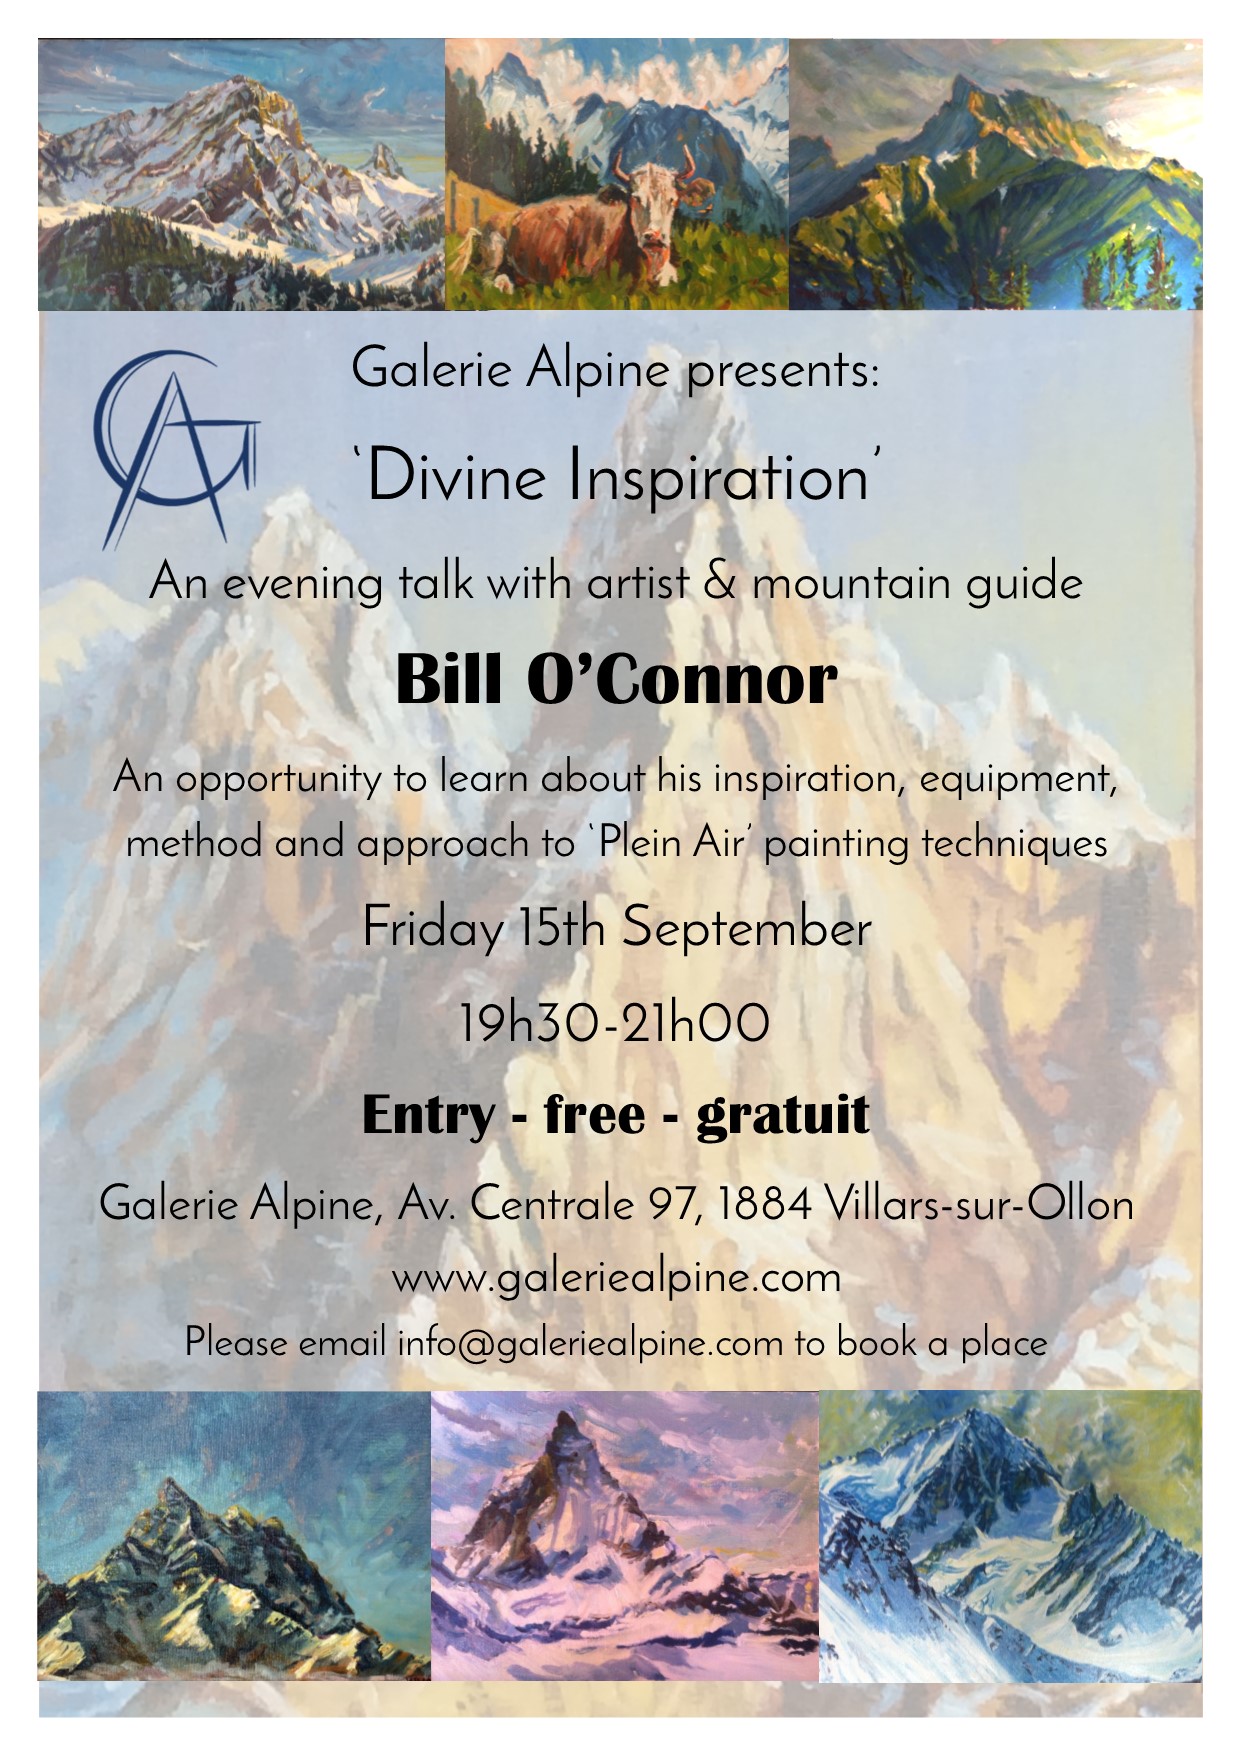 GA
Galerie Alpine presents:
‘Divine Inspiration’
An evening talk with artist & mountain guide
Bill O’Connor
An opportunity to learn about his inspiration, equipment,
method and approach to ‘Plein Air’ painting techniques
Friday 15th September
19h30-21h00
Entry - free - gratuit
Galerie Alpine, Av. Centrale 97, 1884 Villars-sur-Ollon
www.galeriealpine.com
Please email info@galeriealpine.com to book a place